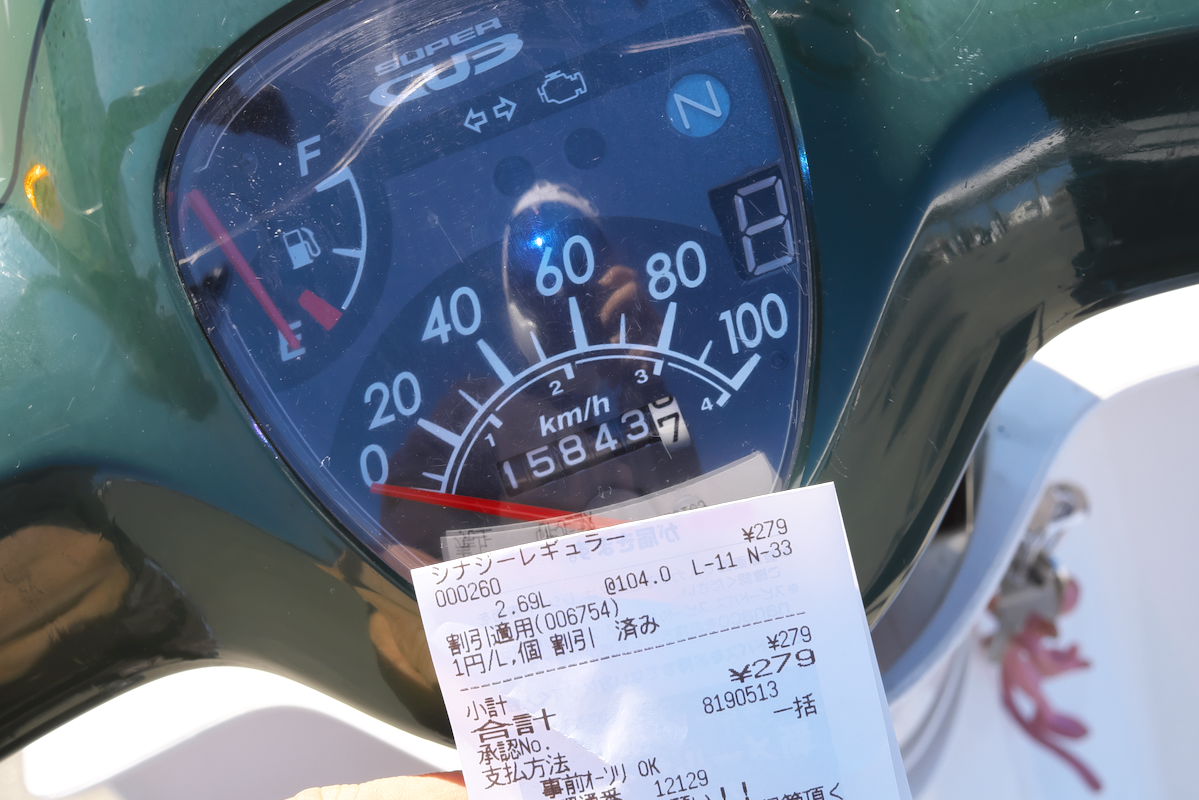 SUPER
CUB
N
F
E
0
20
40
60
80
100
1
2
3
4
km/h
158437
シナジーレギュラー ¥279
000260
2.69L @104.0 L-11 N-33
割引適用(006754)
1円/L,個 割引 済み
小計 ¥279
合計 ¥279
承認No. 8190513
支払方法 一括
事前オーソリ OK
12129